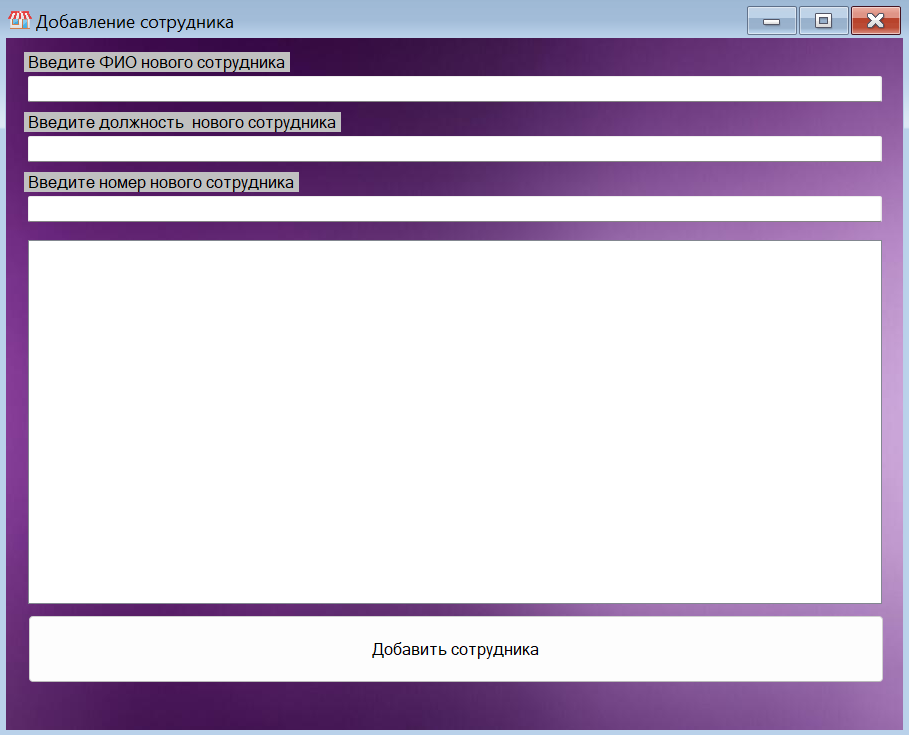 Добавление сотрудника
Введите ФИО нового сотрудника
Введите должность  нового сотрудника
Введите номер нового сотрудника
Добавить сотрудника